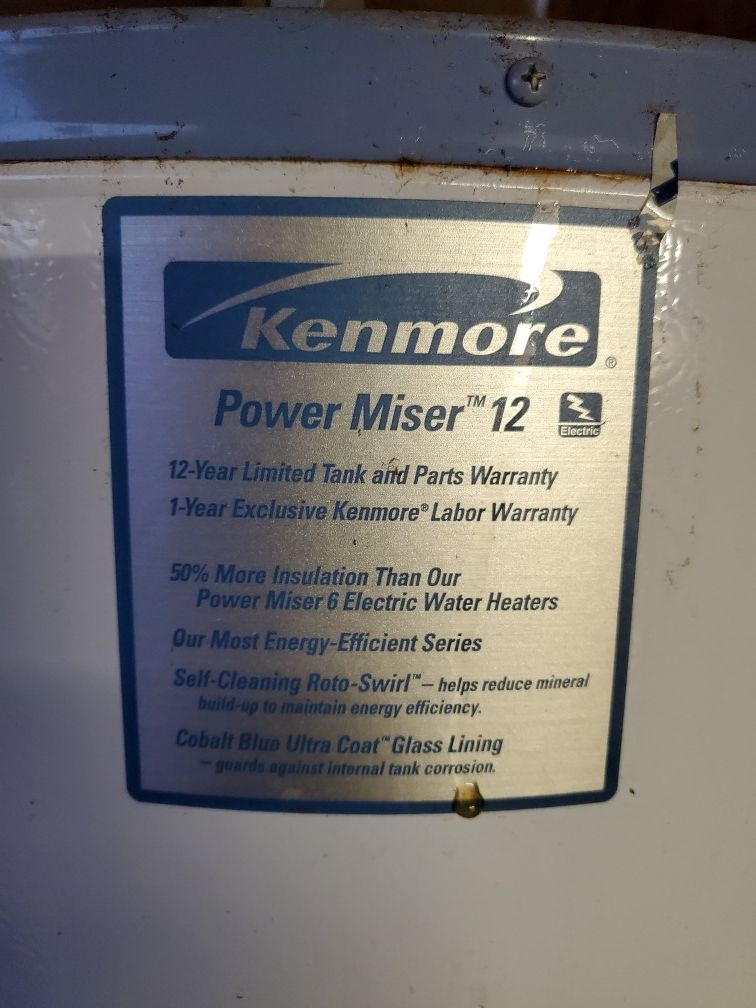 Kenmore®
Power Miser™ 12
Electric
12-Year Limited Tank and Parts Warranty
1-Year Exclusive Kenmore® Labor Warranty
50% More Insulation Than Our
Power Miser 6 Electric Water Heaters
Our Most Energy-Efficient Series
Self-Cleaning Roto-Swirl™ – helps reduce mineral
build-up to maintain energy efficiency.
Cobalt Blue Ultra Coat™ Glass Lining
– guards against internal tank corrosion.